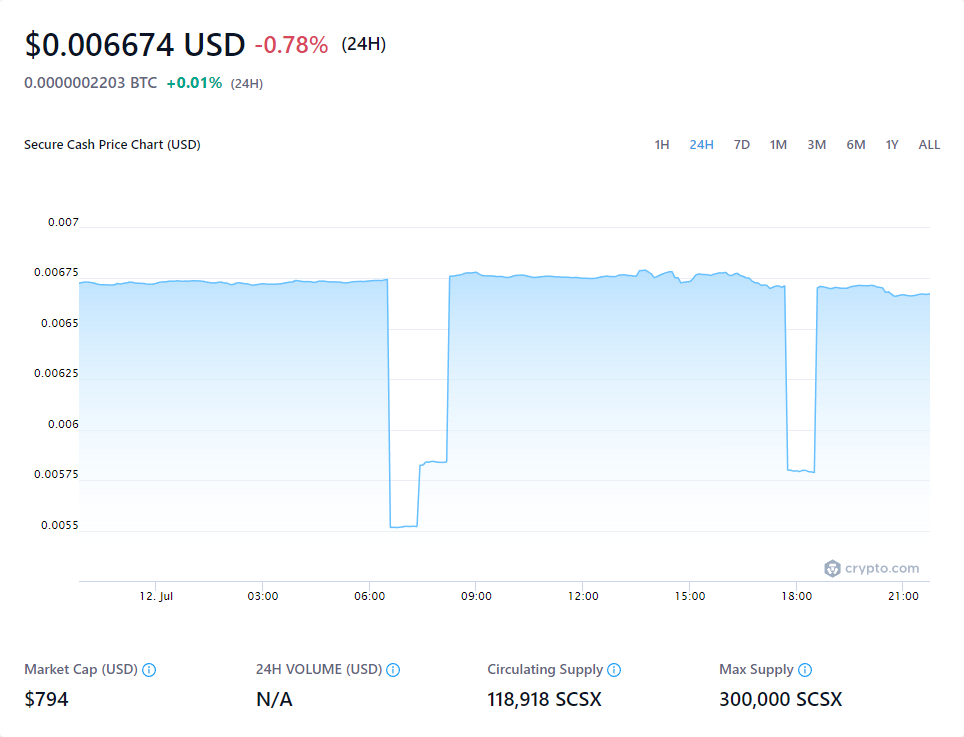 $0.006674 USD -0.78% (24H)
0.0000002203 BTC +0.01% (24H)
Secure Cash Price Chart (USD) 1H 24H 7D 1M 3M 6M 1Y ALL
0.007
0.00675
0.0065
0.00625
0.006
0.00575
0.0055
crypto.com
12. Jul 03:00 06:00 09:00 12:00 15:00 18:00 21:00
Market Cap (USD) 24H VOLUME (USD) Circulating Supply Max Supply
$794 N/A 118,918 SCSX 300,000 SCSX